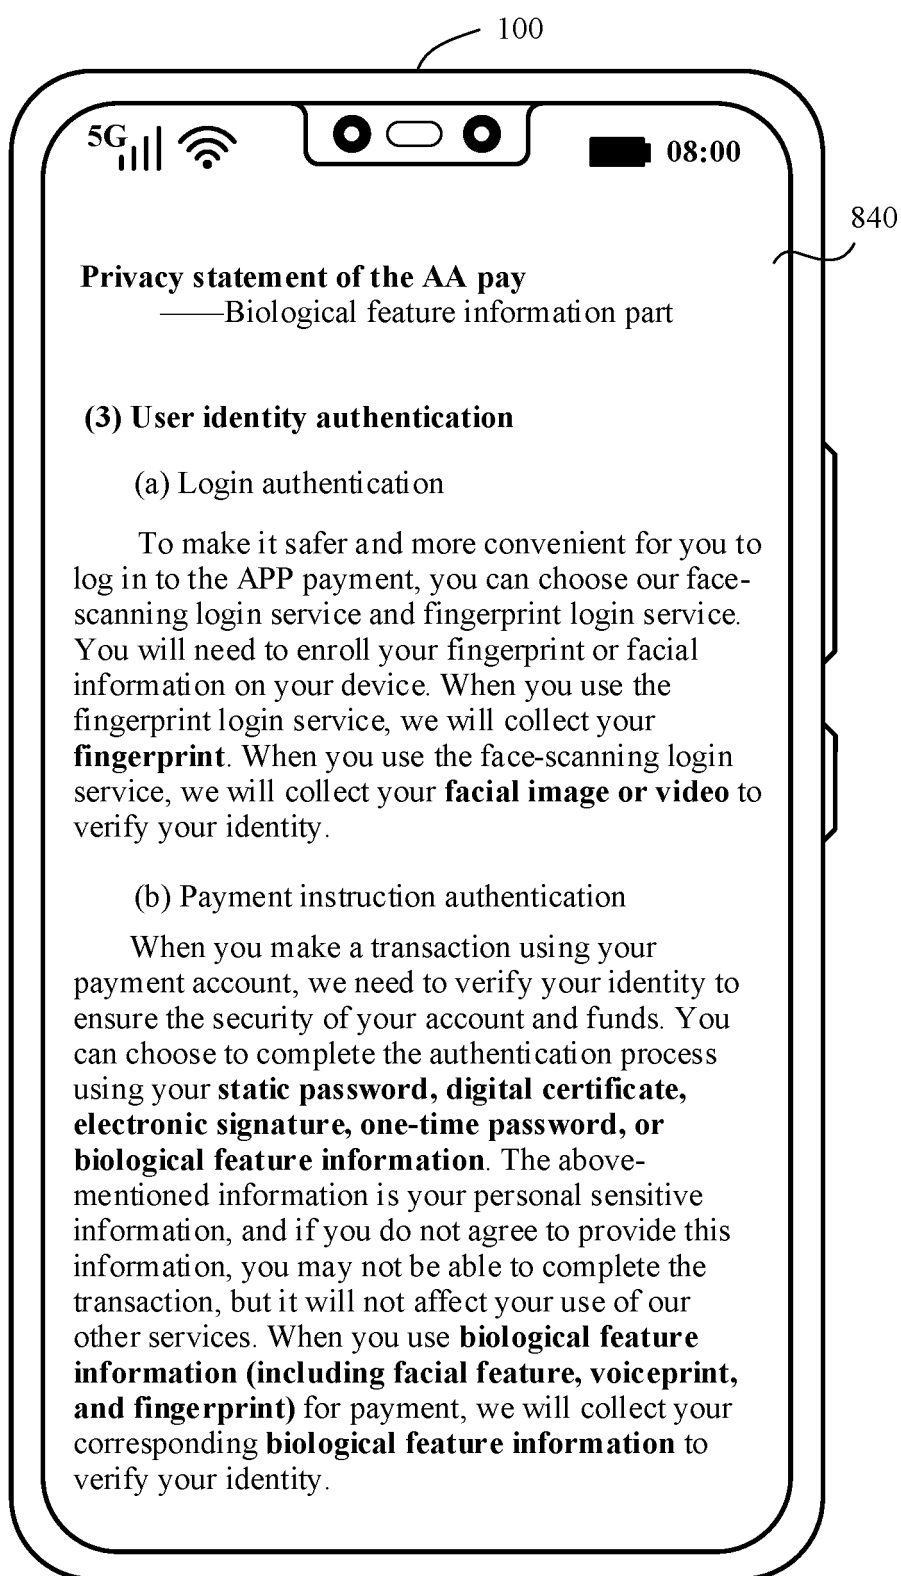 100
5G
08:00
840
Privacy statement of the AA pay
——Biological feature information part
(3) User identity authentication
(a) Login authentication
To make it safer and more convenient for you to
log in to the APP payment, you can choose our face-
scanning login service and fingerprint login service.
You will need to enroll your fingerprint or facial
information on your device. When you use the
fingerprint login service, we will collect your
fingerprint. When you use the face-scanning login
service, we will collect your facial image or video to
verify your identity.
(b) Payment instruction authentication
When you make a transaction using your
payment account, we need to verify your identity to
ensure the security of your account and funds. You
can choose to complete the authentication process
using your static password, digital certificate,
electronic signature, one-time password, or
biological feature information. The above-
mentioned information is your personal sensitive
information, and if you do not agree to provide this
information, you may not be able to complete the
transaction, but it will not affect your use of our
other services. When you use biological feature
information (including facial feature, voiceprint,
and fingerprint) for payment, we will collect your
corresponding biological feature information to
verify your identity.